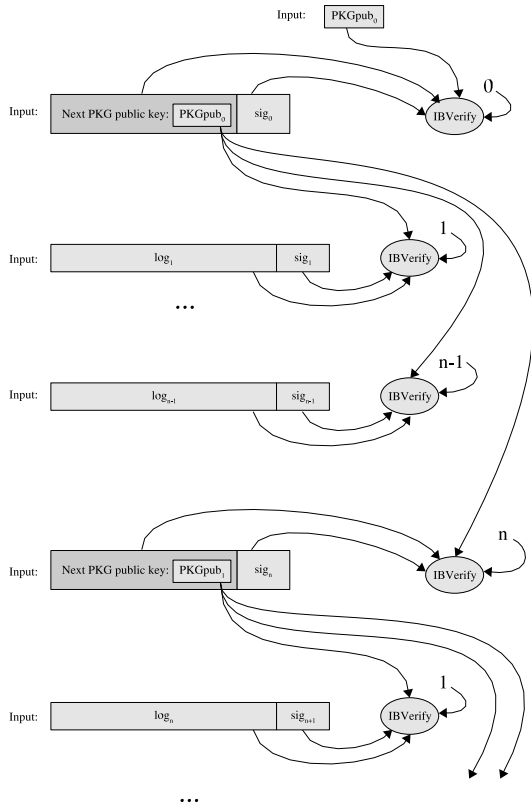 Input: PKGpub₀
0
Input: Next PKG public key: PKGpub₀ sig₀ IBVerify
1
Input: log₁ sig₁ IBVerify
...
n-1
Input: logₙ₋₁ sigₙ₋₁ IBVerify
n
Input: Next PKG public key: PKGpub₁ sigₙ IBVerify
1
Input: logₙ sigₙ₊₁ IBVerify
...